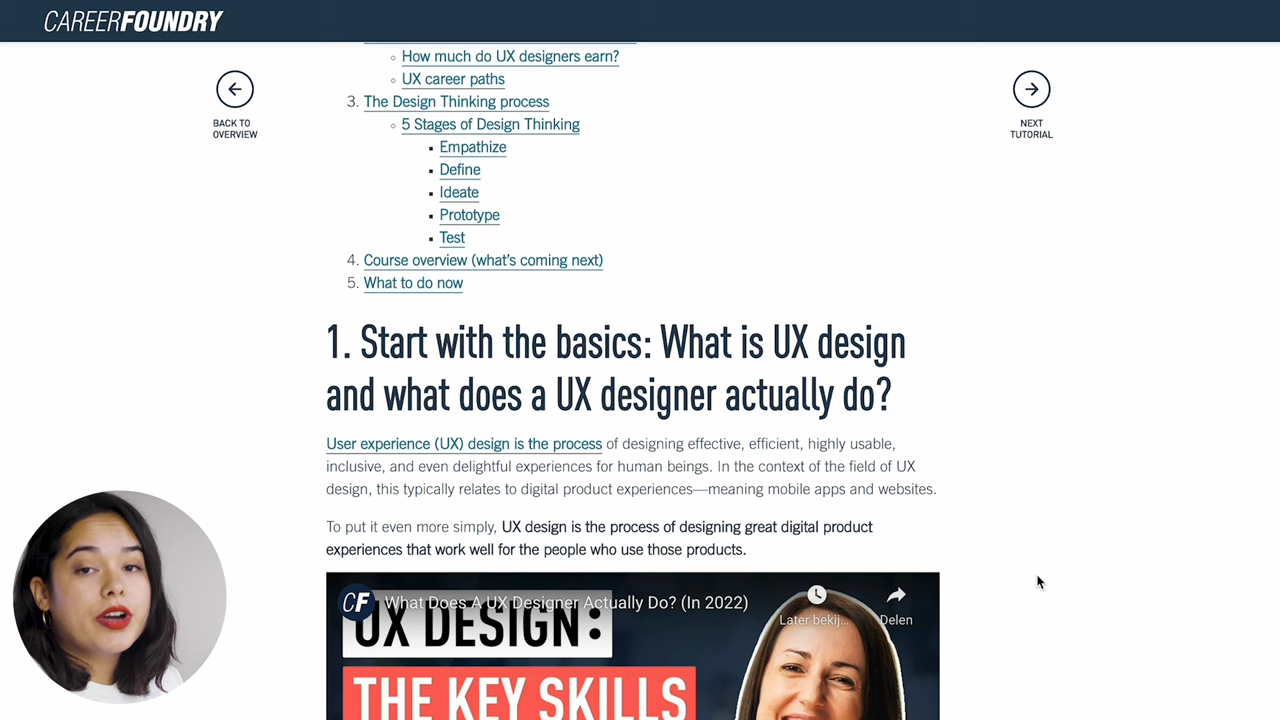 CAREERFOUNDRY
How much do UX designers earn?
UX career paths
3. The Design Thinking process
5 Stages of Design Thinking
Empathize
Define
Ideate
Prototype
Test
4. Course overview (what's coming next)
5. What to do now
BACK TO
OVERVIEW
NEXT
TUTORIAL
1. Start with the basics: What is UX design
and what does a UX designer actually do?
User experience (UX) design is the process of designing effective, efficient, highly usable,
inclusive, and even delightful experiences for human beings. In the context of the field of UX
design, this typically relates to digital product experiences—meaning mobile apps and websites.
To put it even more simply, UX design is the process of designing great digital product
experiences that work well for the people who use those products.
CF What Does A UX Designer Actually Do? (In 2022)
Later bekij...
Delen
UX DESIGN:
THE KEY SKILLS